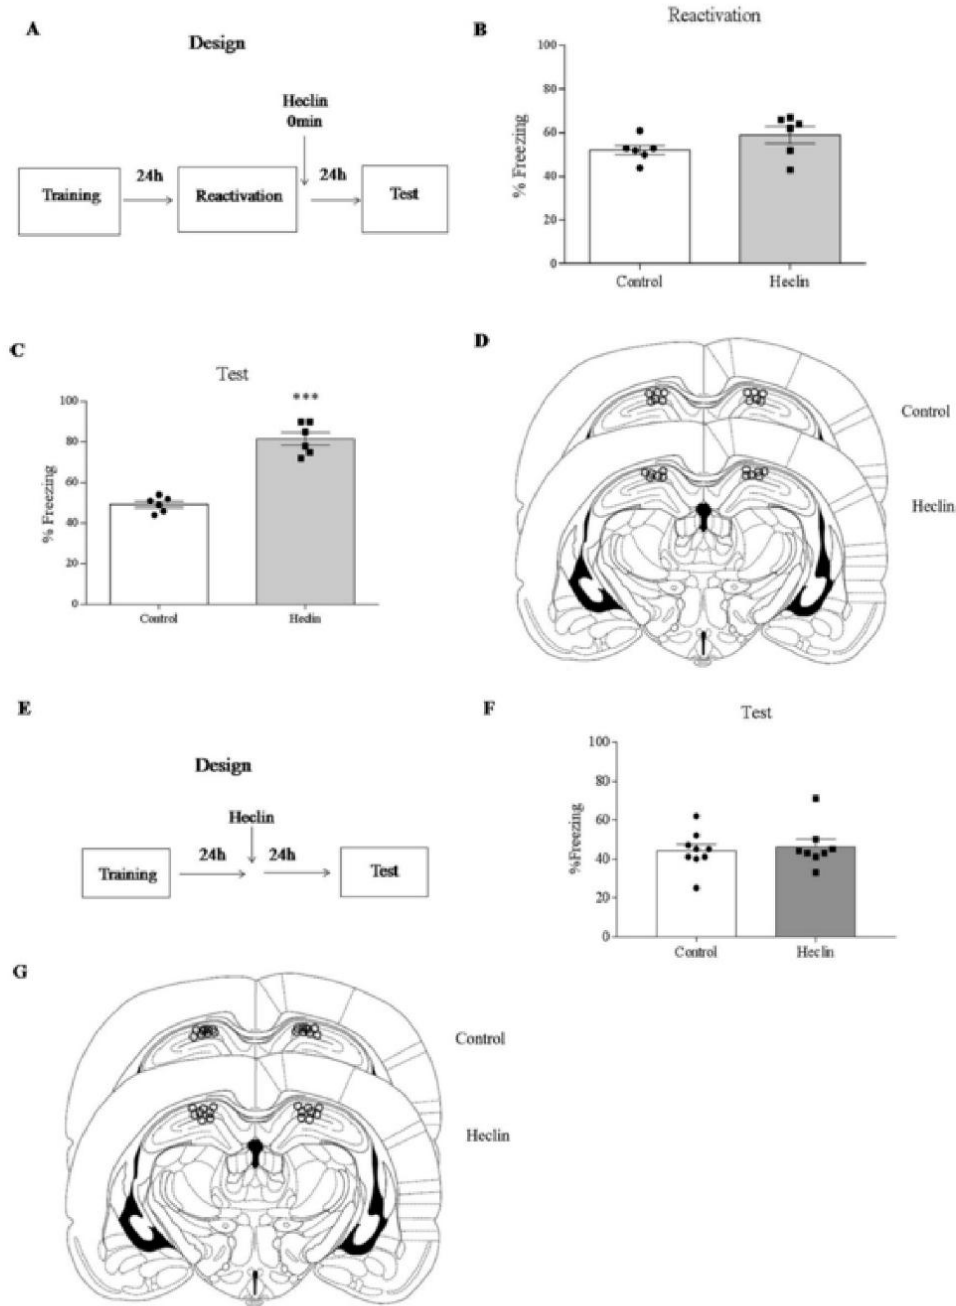 A
Design
Heclin
0min
24h
24h
Training
Reactivation
Test
B
Reactivation
% Freezing
100
80
60
40
20
0
Control
Heclin
C
Test
***
% Freezing
100
80
60
40
20
0
Control
Heclin
D
Control
Heclin
E
Design
Heclin
24h
24h
Training
Test
F
Test
%Freezing
100
80
60
40
20
0
Control
Heclin
G
Control
Heclin